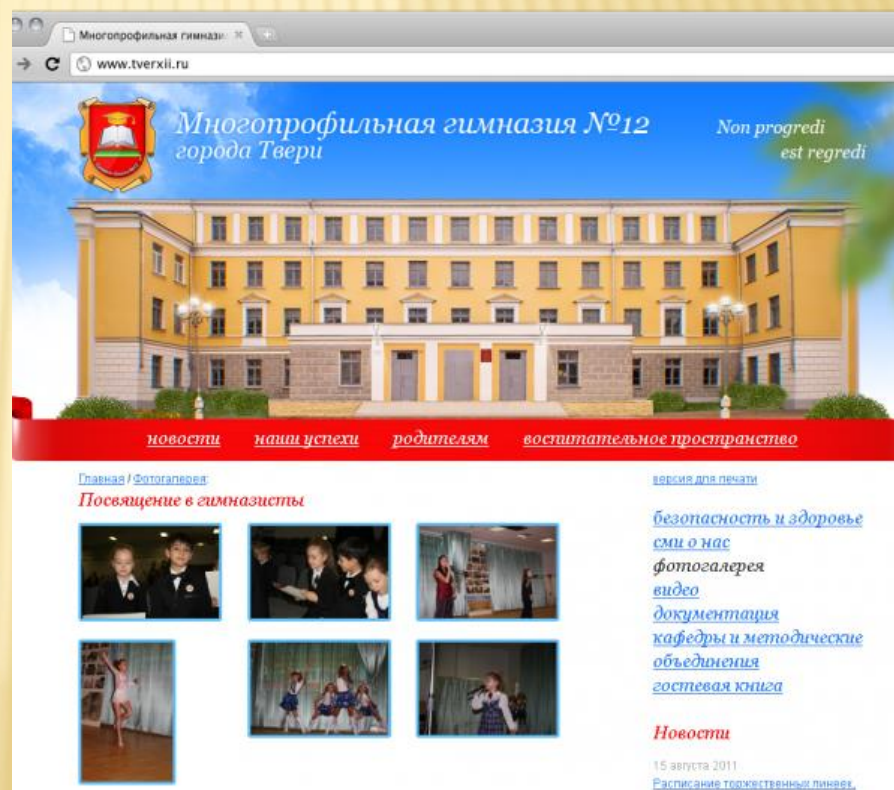 Многопрофильная гимназия
www.tverxii.ru
Многопрофильная гимназия №12
города Твери
Non progredi
est regredi
новости наши успехи родителям воспитательное пространство
Главная / Фотогалерея:
Посвящение в гимназисты
версия для печати
безопасность и здоровье
сми о нас
фотогалерея
видео
документация
кафедры и методические
объединения
гостевая книга
Новости
15 августа 2011
Расписание торжественных линеек,